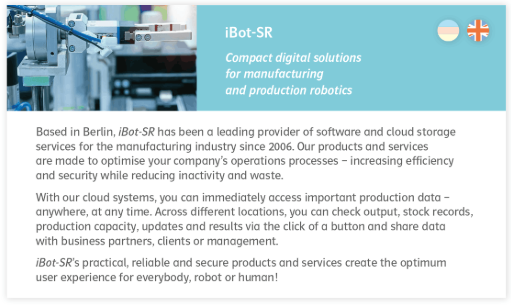 iBot-SR
Compact digital solutions
for manufacturing
and production robotics
Based in Berlin, iBot-SR has been a leading provider of software and cloud storage
services for the manufacturing industry since 2006. Our products and services
are made to optimise your company's operations processes – increasing efficiency
and security while reducing inactivity and waste.
With our cloud systems, you can immediately access important production data –
anywhere, at any time. Across different locations, you can check output, stock records,
production capacity, updates and results via the click of a button and share data
with business partners, clients or management.
iBot-SR's practical, reliable and secure products and services create the optimum
user experience for everybody, robot or human!